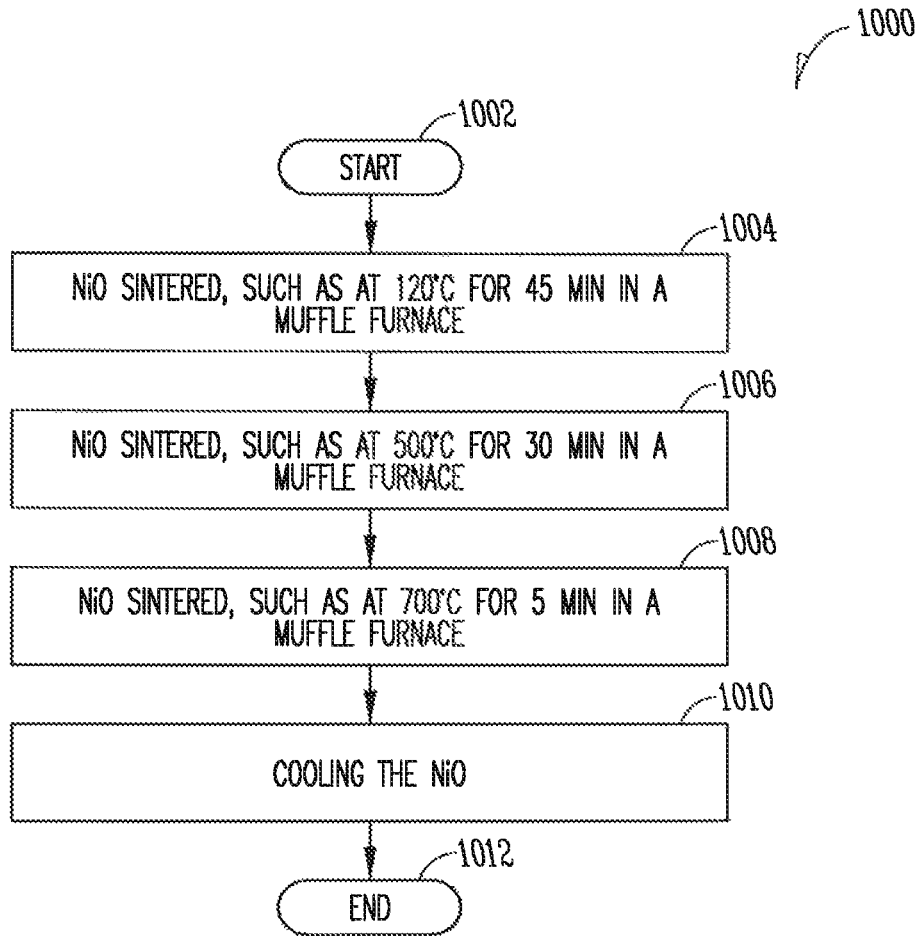 1000
1002
START
1004
NiO SINTERED, SUCH AS AT 120°C FOR 45 MIN IN A
MUFFLE FURNACE
1006
NiO SINTERED, SUCH AS AT 500°C FOR 30 MIN IN A
MUFFLE FURNACE
1008
NiO SINTERED, SUCH AS AT 700°C FOR 5 MIN IN A
MUFFLE FURNACE
1010
COOLING THE NiO
1012
END